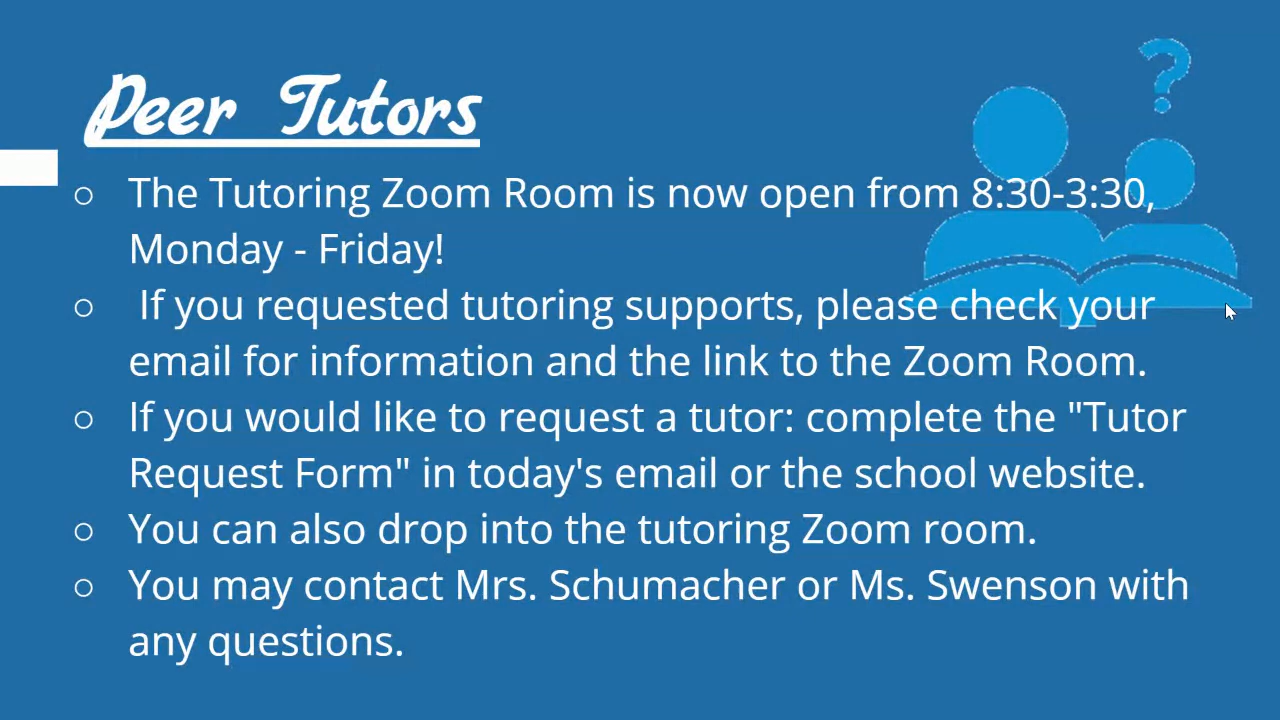 Peer Tutors
○ The Tutoring Zoom Room is now open from 8:30-3:30,
Monday - Friday!
○ If you requested tutoring supports, please check your
email for information and the link to the Zoom Room.
○ If you would like to request a tutor: complete the "Tutor
Request Form" in today's email or the school website.
○ You can also drop into the tutoring Zoom room.
○ You may contact Mrs. Schumacher or Ms. Swenson with
any questions.
?